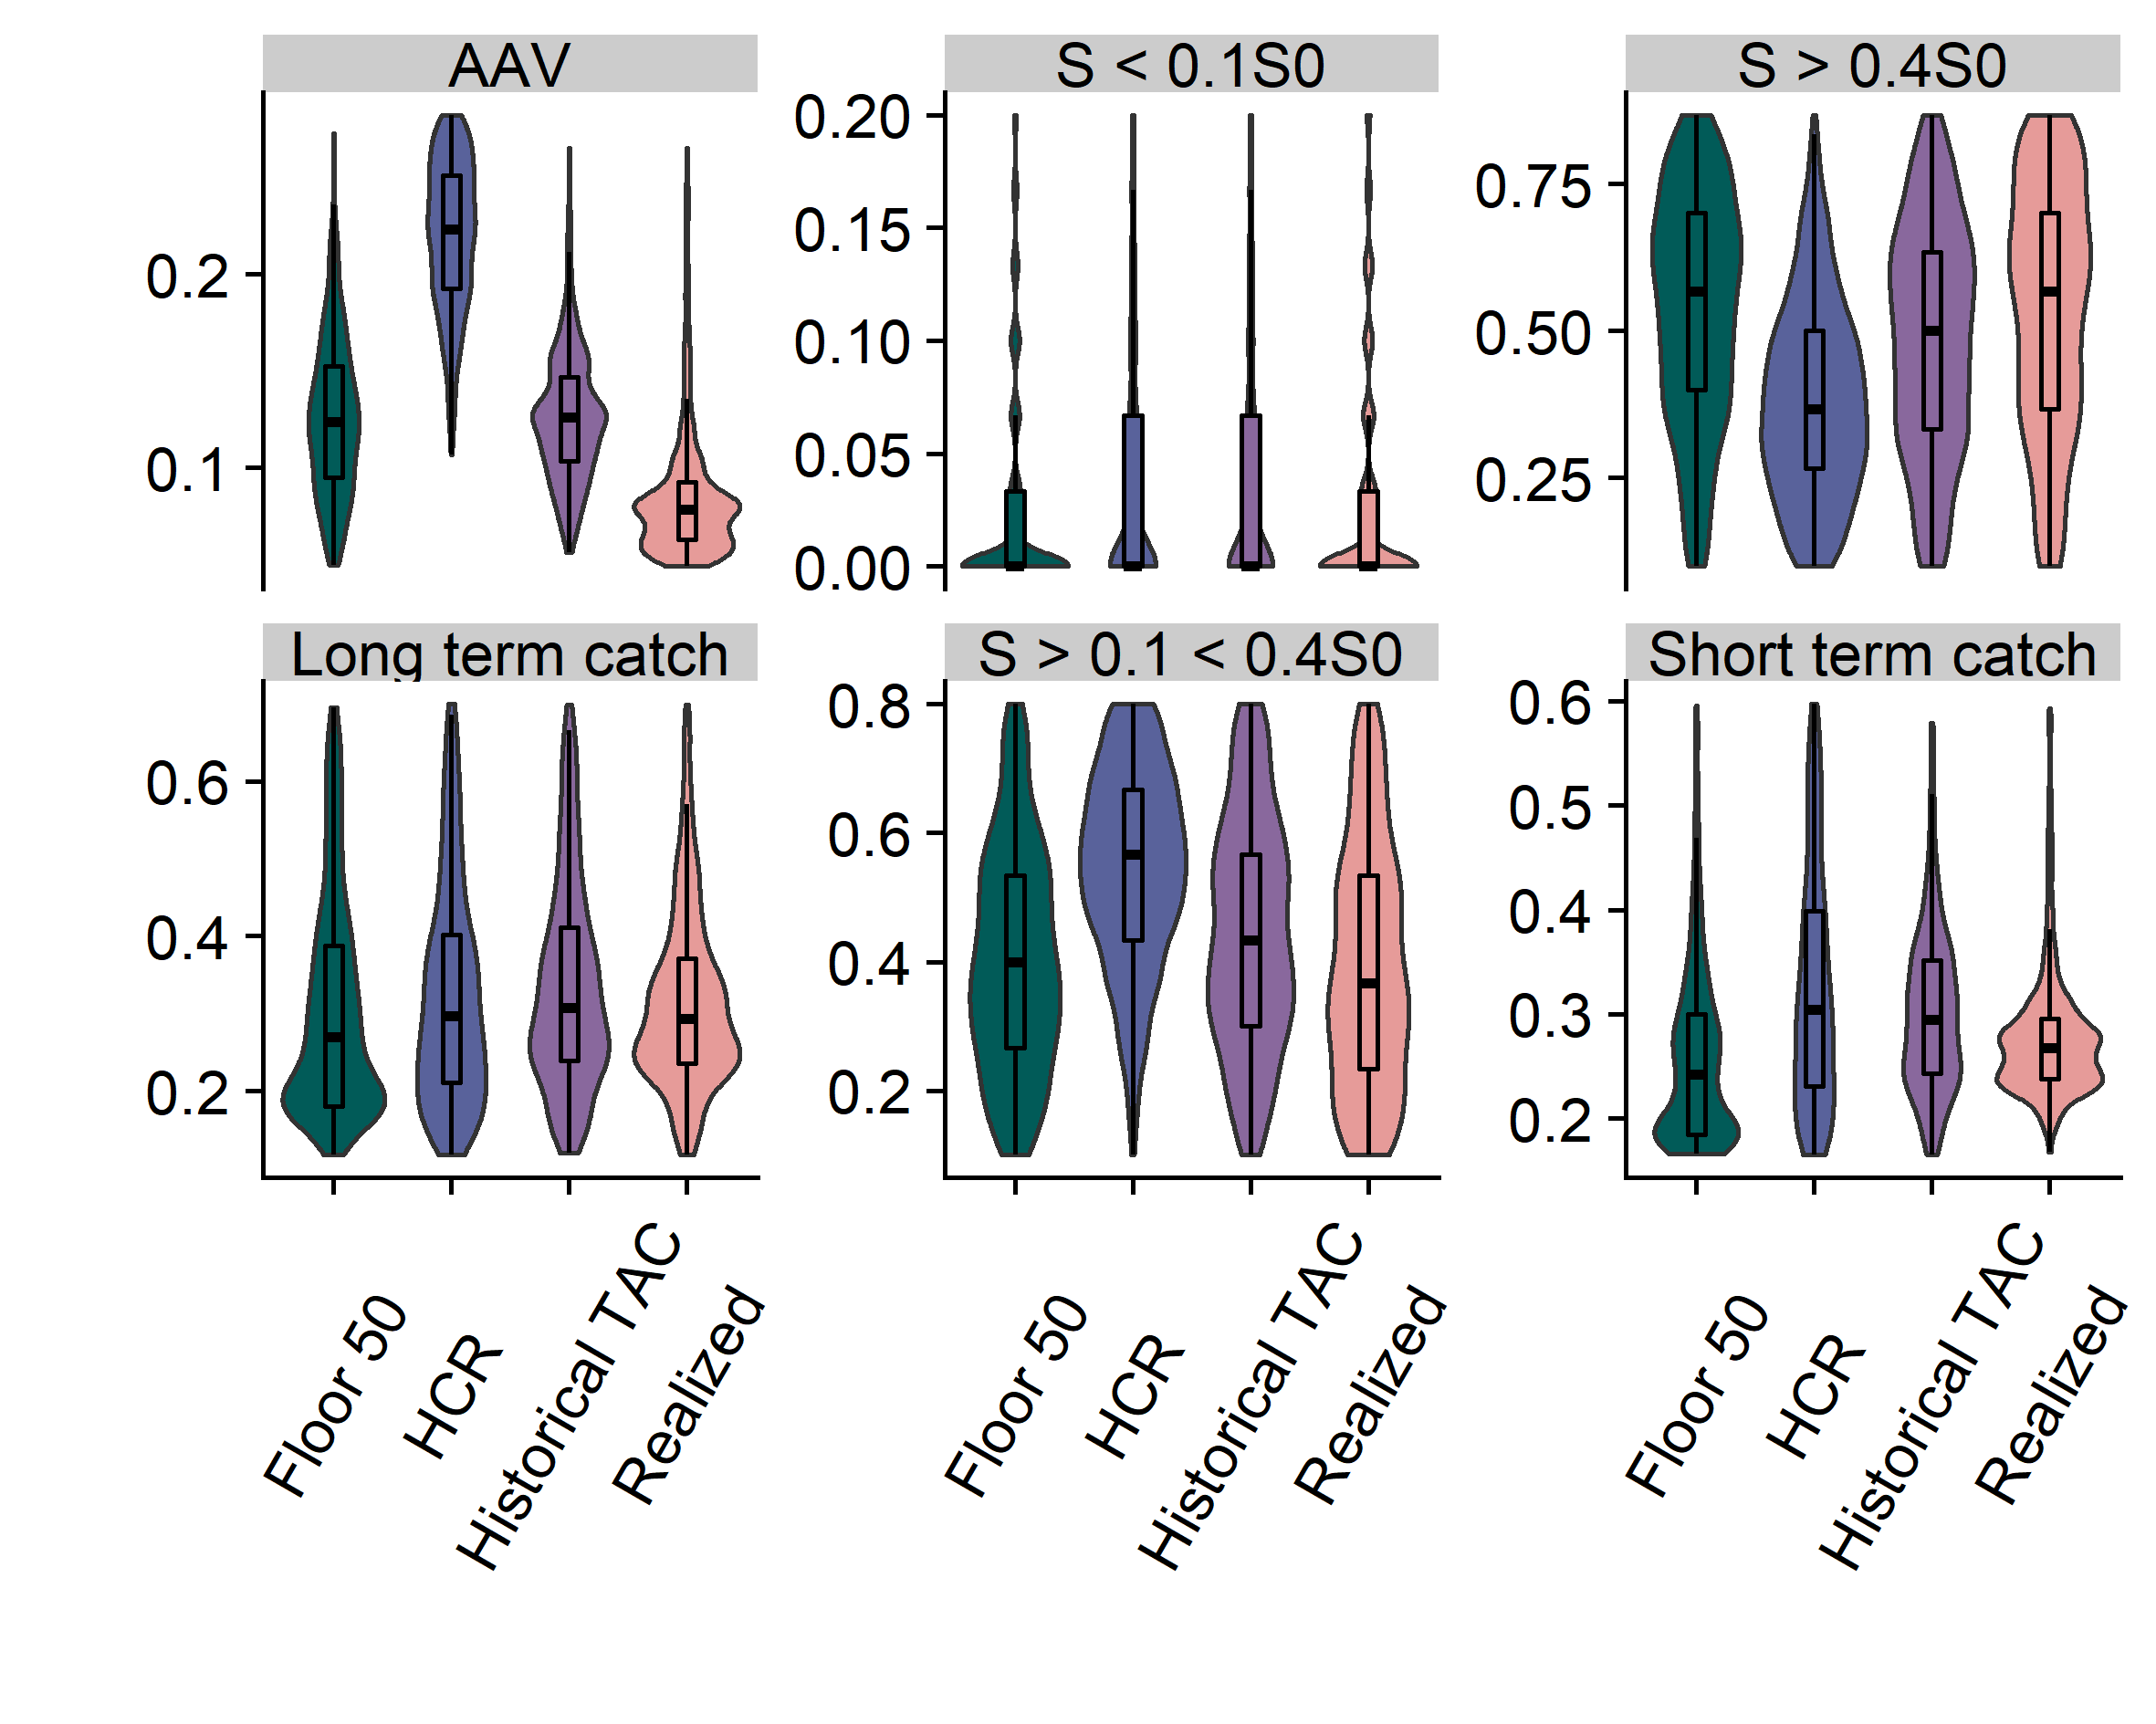 AAV
S < 0.1S0
S > 0.4S0
0.2
0.1
0.20
0.15
0.10
0.05
0.00
0.75
0.50
0.25
Long term catch
S > 0.1 < 0.4S0
Short term catch
0.6
0.4
0.2
0.8
0.6
0.4
0.2
0.6
0.5
0.4
0.3
0.2
Floor 50
HCR
Historical TAC
Realized
Floor 50
HCR
Historical TAC
Realized
Floor 50
HCR
Historical TAC
Realized